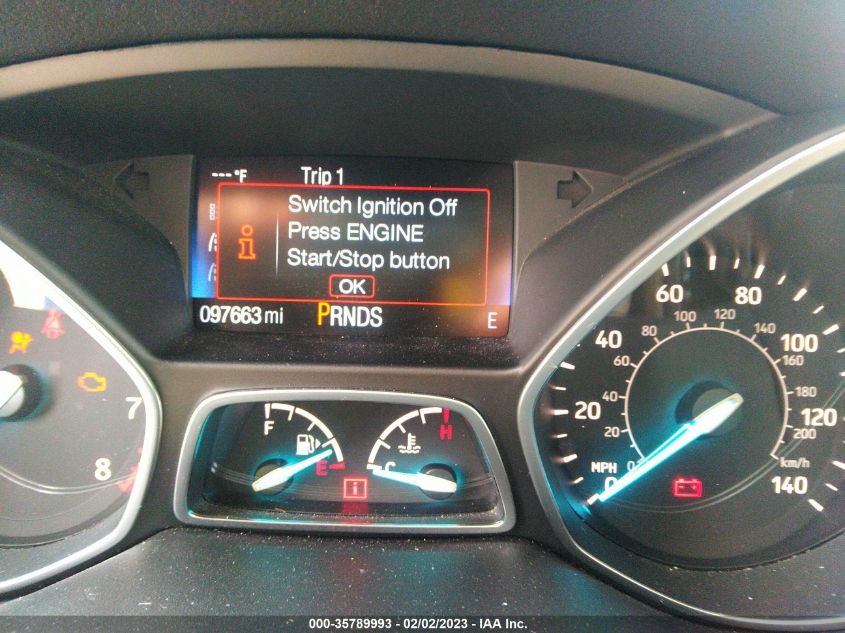 --- °F
Trip 1
Switch Ignition Off
Press ENGINE
Start/Stop button
i
OK
097663 mi
PRNDS
E
7
8
F
E
i
H
C
MPH
0
20
40
60
80
100
120
140
0
20
40
60
80
100
120
140
160
180
200
km/h
000-35789993 - 02/02/2023 - IAA Inc.